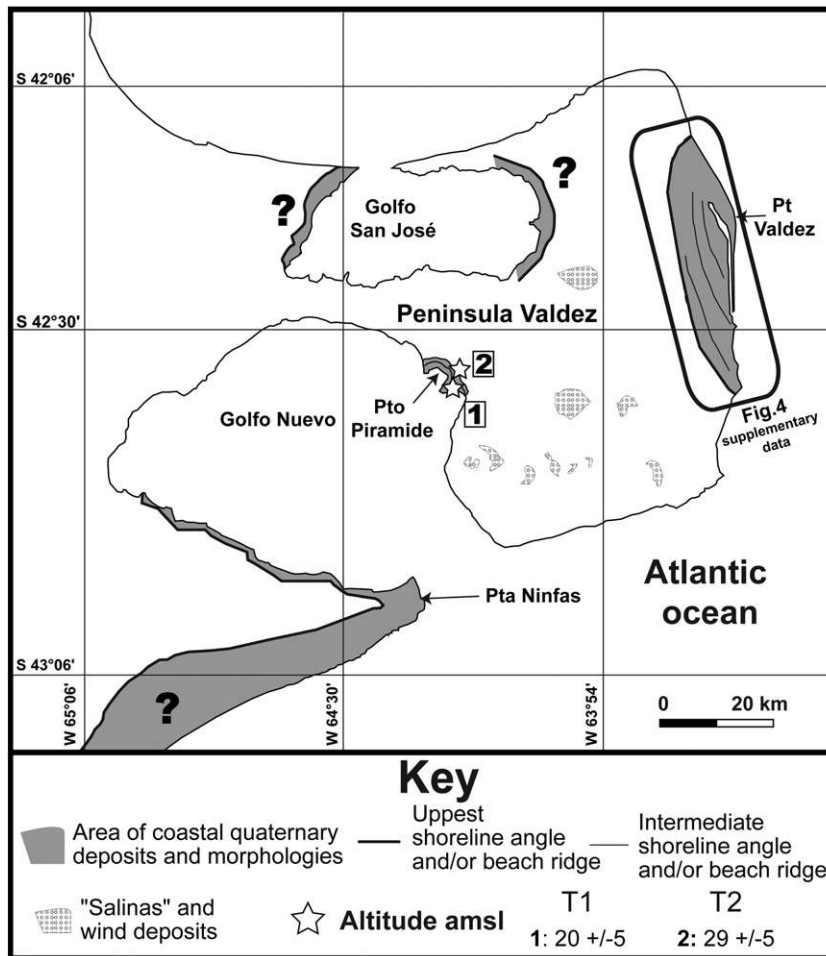 S 42°06'
?
?
Golfo
San José
Pt
Valdez
Peninsula Valdez
S 42°30'
2
Pto
Piramide
1
Golfo Nuevo
Fig.4
supplementary
data
Atlantic
ocean
Pta Ninfas
S 43°06'
?
W 65°06'
W 64°30'
W 63°54'
0 20 km
Key
Area of coastal quaternary
deposits and morphologies
Uppest
shoreline angle
and/or beach ridge
Intermediate
shoreline angle
and/or beach ridge
"Salinas" and
wind deposits
Altitude amsl
T1
1: 20 +/-5
T2
2: 29 +/-5